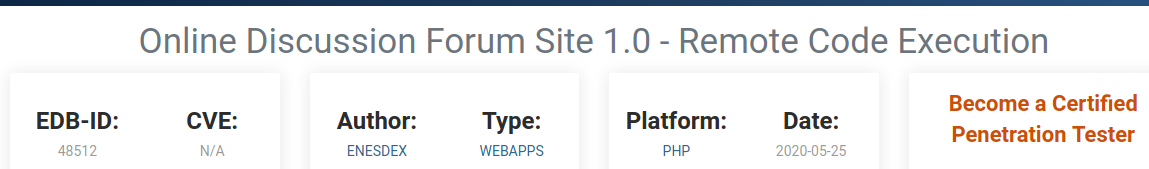 Online Discussion Forum Site 1.0 - Remote Code Execution
EDB-ID:
48512
CVE:
N/A
Author:
ENESDEX
Type:
WEBAPPS
Platform:
PHP
Date:
2020-05-25
Become a Certified
Penetration Tester